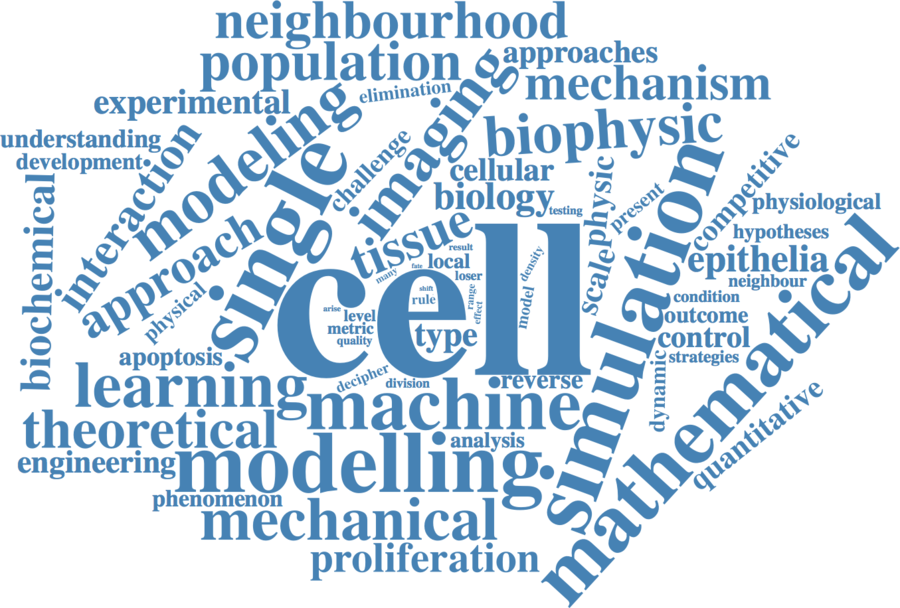 neighbourhood
population
approaches
mechanism
elimination
experimental
imaging
modeling
biophysic
understanding
development
interaction
challenge
single
cellular
biology
testing
physic
scale
present
competitive
physiological
hypotheses
biochemical
approach
physical
tissue
cell
result
local
many
fate
loser
density
model
shift
rule
range
effect
arise
level
metric
quality
type
simulation
epithelia
neighbour
condition
outcome
control
strategies
dynamic
mathematical
quantitative
apoptosis
decipher
division
reverse
learning
machine
theoretical
analysis
engineering
modelling
phenomenon
mechanical
proliferation